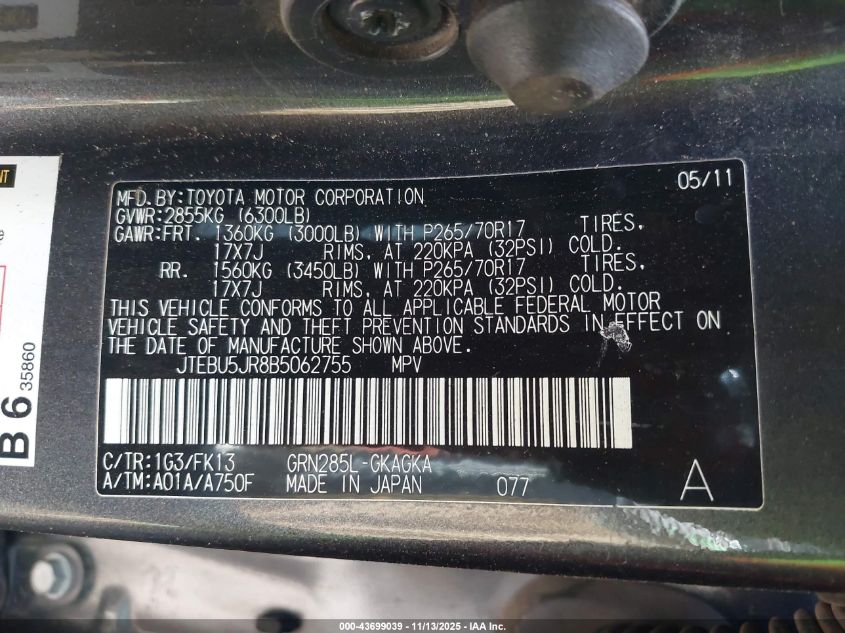 MFD.BY:TOYOTA MOTOR CORPORATION 05/11
GVWR:2855KG (6300LB)
GAWR:FRT. 1360KG (3000LB) WITH P265/70R17 TIRES,
17X7J RIMS, AT 220KPA (32PSI) COLD.
RR. 1560KG (3450LB) WITH P265/70R17 TIRES,
17X7J RIMS, AT 220KPA (32PSI) COLD.
THIS VEHICLE CONFORMS TO ALL APPLICABLE FEDERAL MOTOR
VEHICLE SAFETY AND THEFT PREVENTION STANDARDS IN EFFECT ON
THE DATE OF MANUFACTURE SHOWN ABOVE.
JTEBU5JR8B5062755 MPV
C/TR:1G3/FK13 GRN285L-GKAGKA
A/TM:A01A/A750F MADE IN JAPAN 077 A
B 6 35860
000-43699039 - 11/13/2025 - IAA Inc.